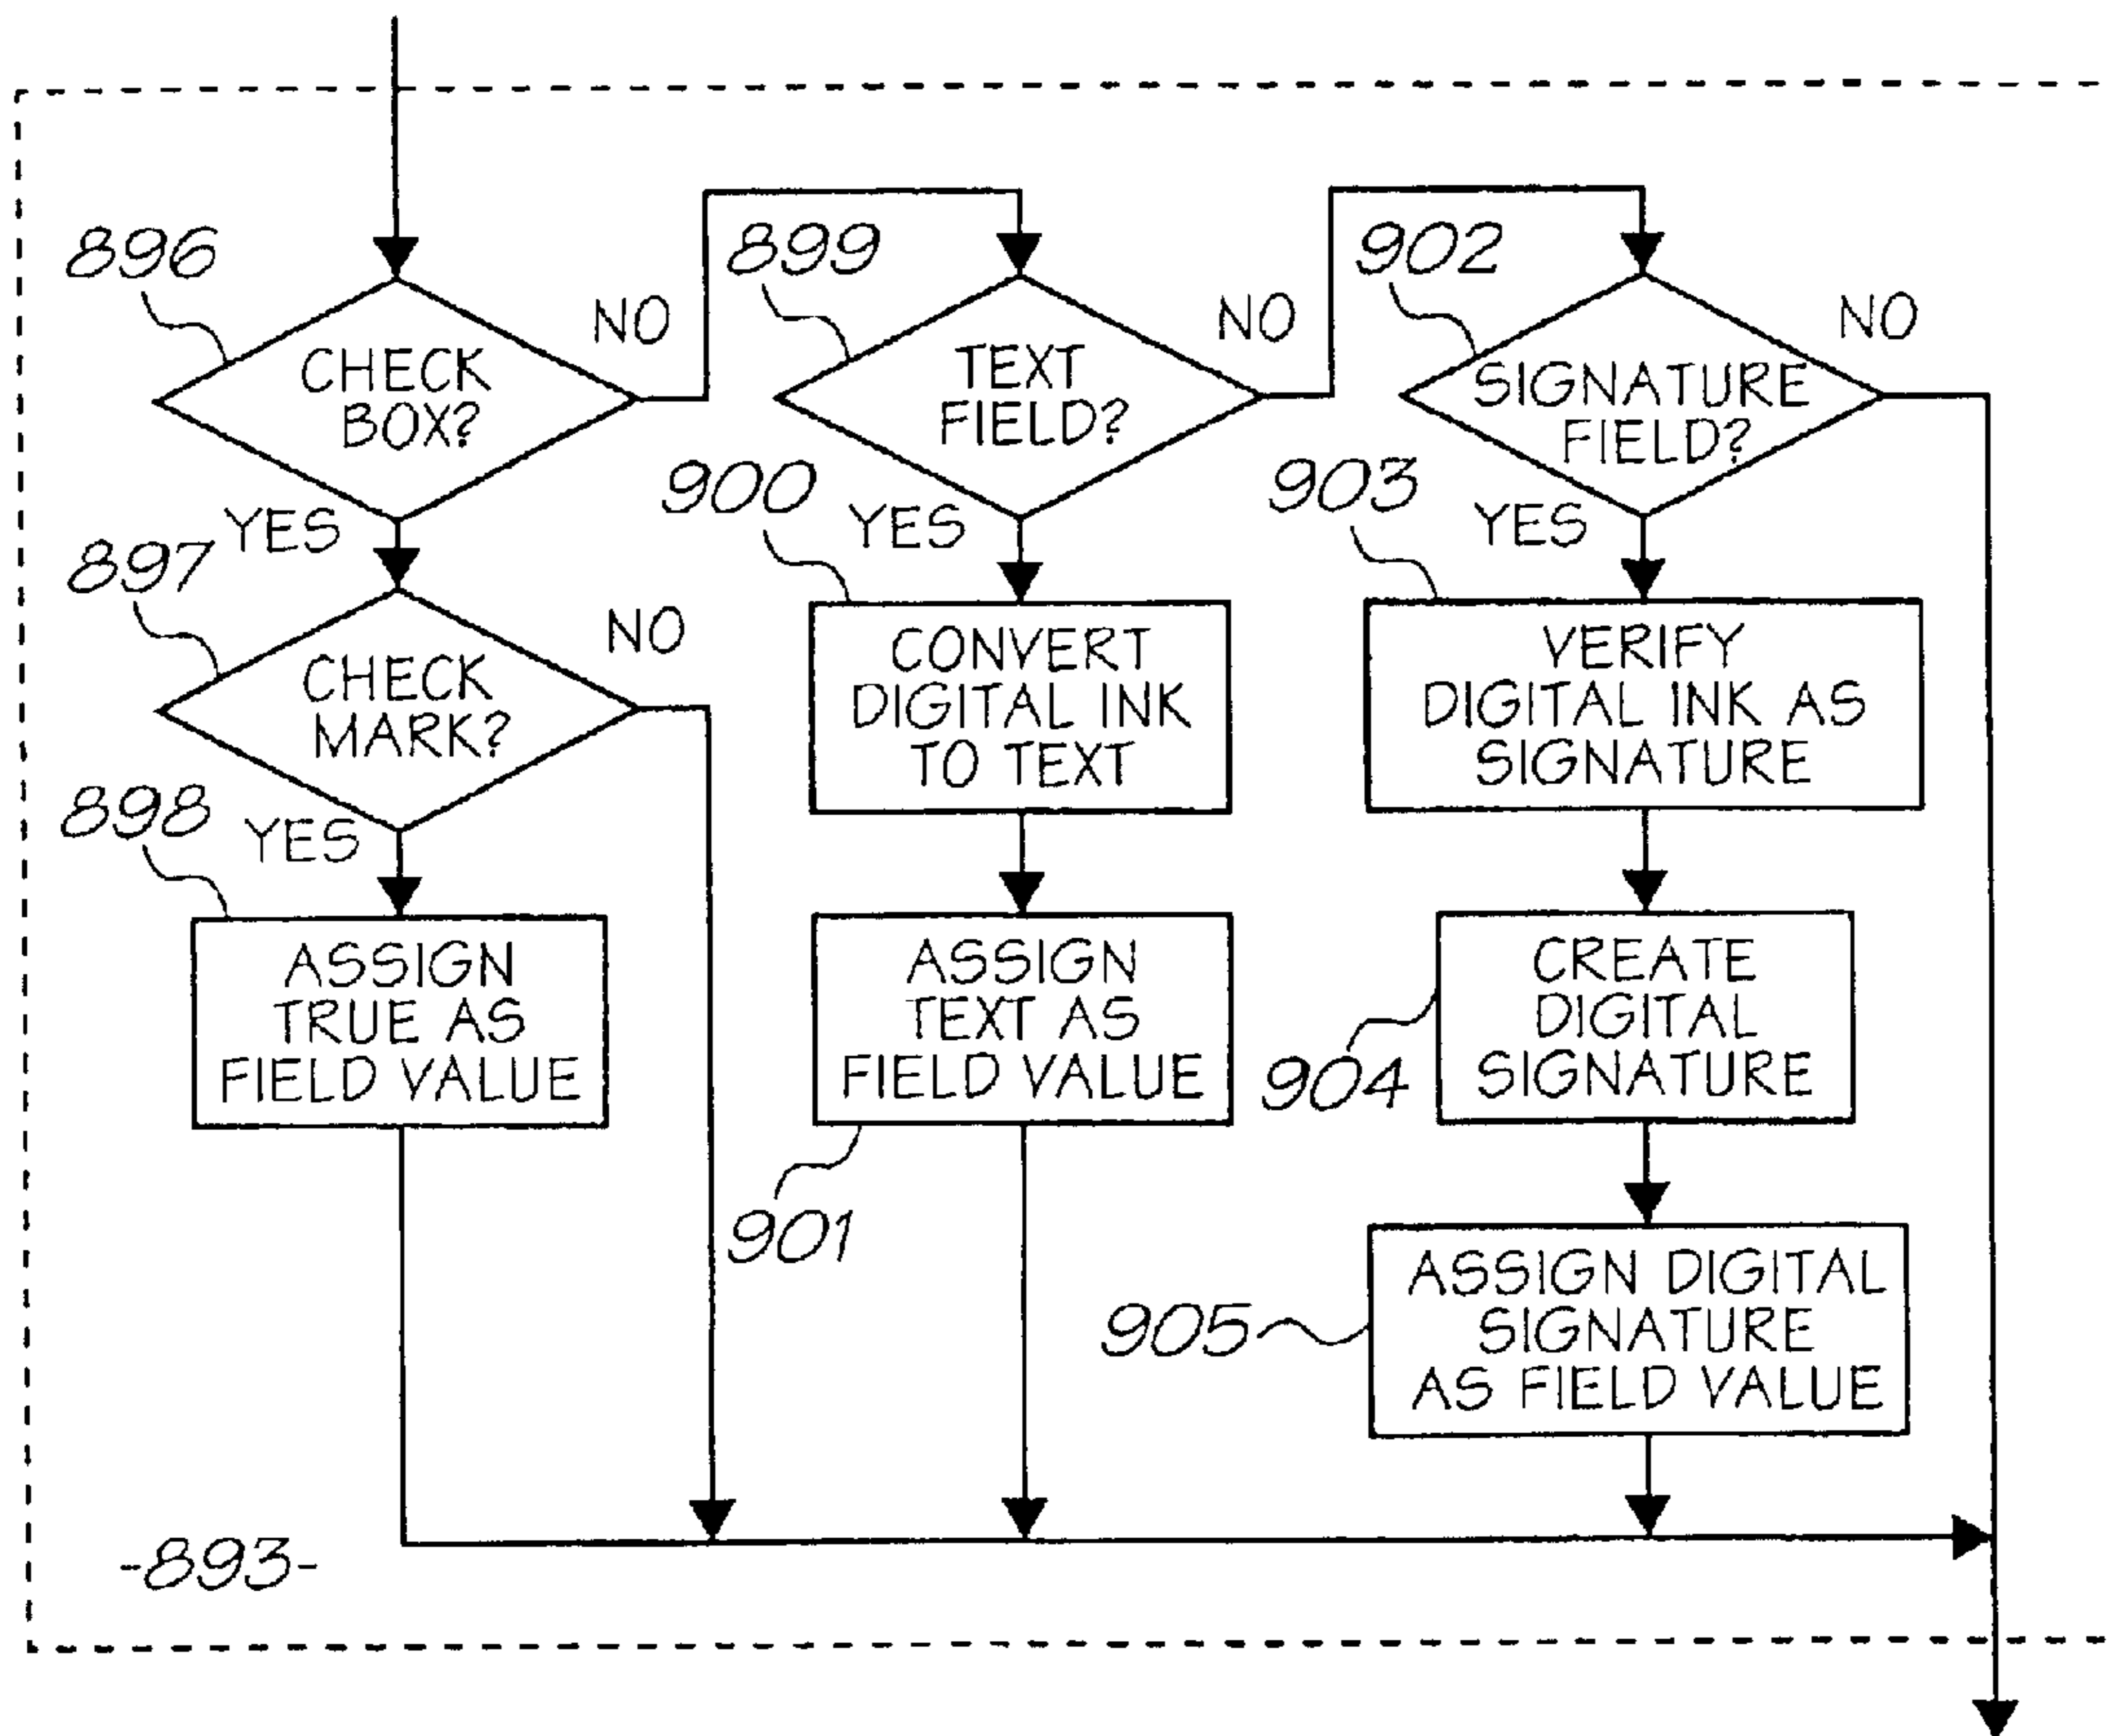 896
CHECK
BOX?
NO
YES
897
CHECK
MARK?
NO
898
YES
ASSIGN
TRUE AS
FIELD VALUE
899
TEXT
FIELD?
NO
900
YES
CONVERT
DIGITAL INK
TO TEXT
ASSIGN
TEXT AS
FIELD VALUE
901
902
SIGNATURE
FIELD?
NO
903
YES
VERIFY
DIGITAL INK AS
SIGNATURE
CREATE
DIGITAL
SIGNATURE
904
ASSIGN DIGITAL
SIGNATURE
AS FIELD VALUE
905
-893-